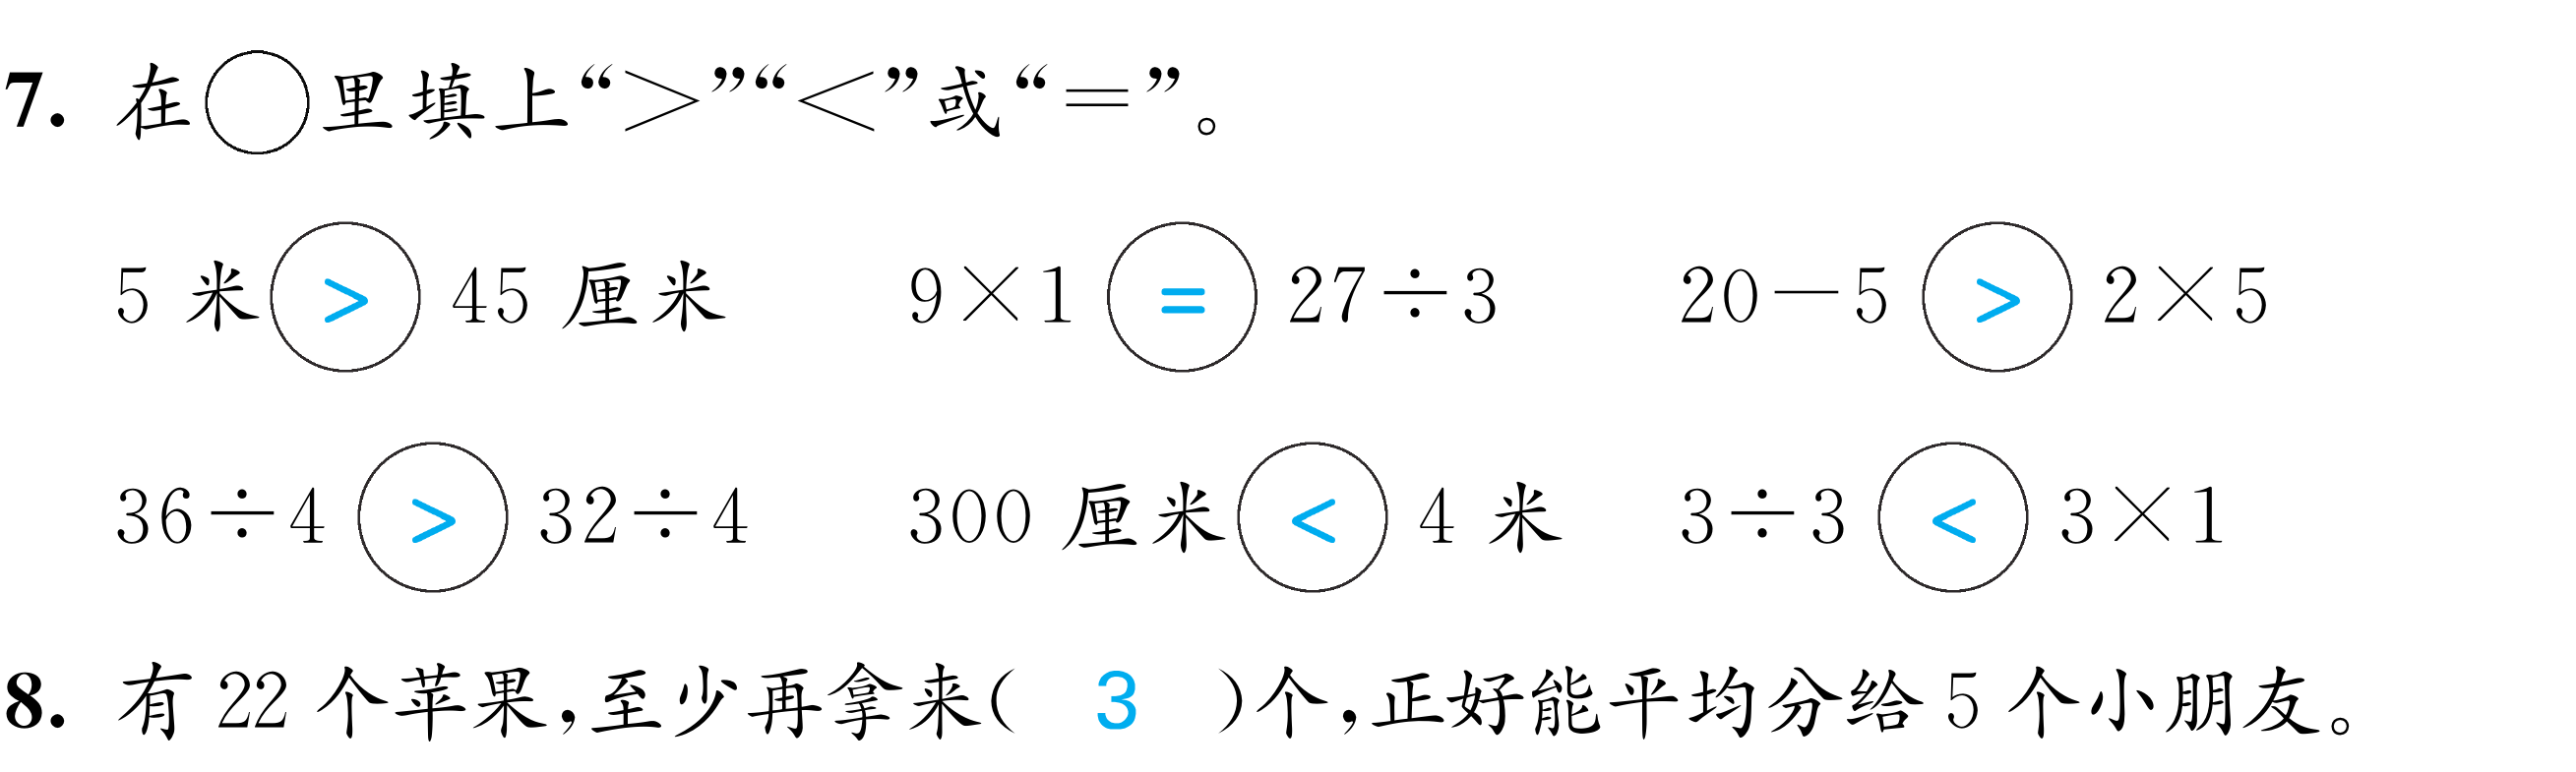 7. 在○里填上“>”“<”或“=”。
5 米 > 45 厘米 9×1 = 27÷3 20-5 > 2×5
36÷4 > 32÷4 300 厘米 < 4 米 3÷3 < 3×1
8. 有 22 个苹果,至少再拿来( 3 )个,正好能平均分给 5 个小朋友。